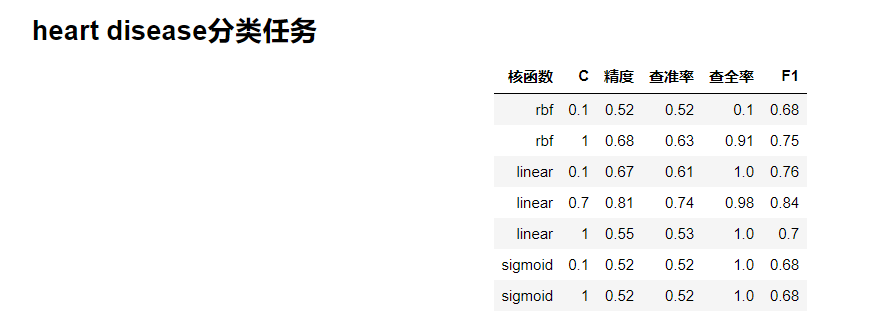 heart disease分类任务
核函数 C 精度 查准率 查全率 F1
rbf 0.1 0.52 0.52 0.1 0.68
rbf 1 0.68 0.63 0.91 0.75
linear 0.1 0.67 0.61 1.0 0.76
linear 0.7 0.81 0.74 0.98 0.84
linear 1 0.55 0.53 1.0 0.7
sigmoid 0.1 0.52 0.52 1.0 0.68
sigmoid 1 0.52 0.52 1.0 0.68